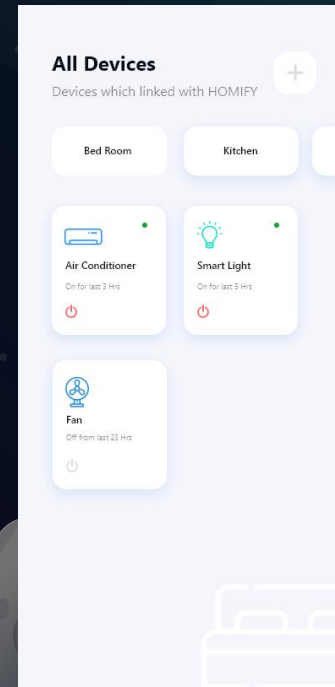 All Devices
Devices which linked with HOMIFY
Bed Room
Kitchen
Air Conditioner
On for last 3 Hrs
Smart Light
On for last 5 Hrs
Fan
Off from last 23 Hrs